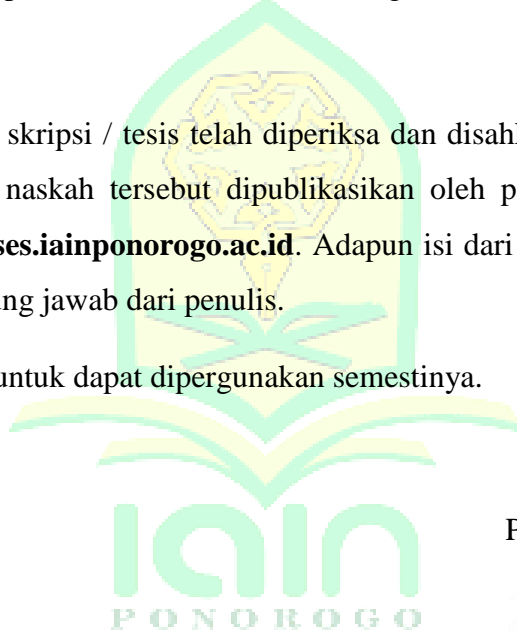 skripsi / tesis telah diperiksa dan
naskah tersebut dipublikasikan oleh
ses.iainponorogo.ac.id. Adapun isi dari
ng jawab dari penulis.
untuk dapat dipergunakan semestinya.
P
iain
PONOROGO